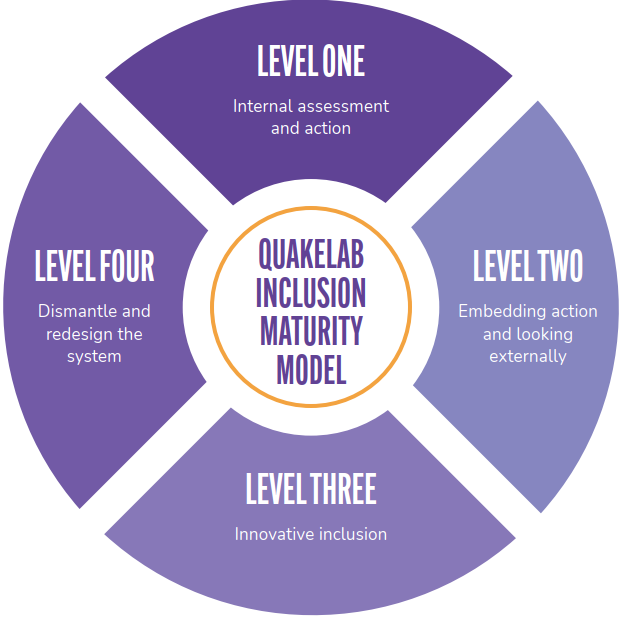 LEVEL ONE
Internal assessment
and action
LEVEL TWO
Embedding action
and looking
externally
LEVEL THREE
Innovative inclusion
LEVEL FOUR
Dismantle and
redesign the
system
QUAKELAB
INCLUSION
MATURITY
MODEL